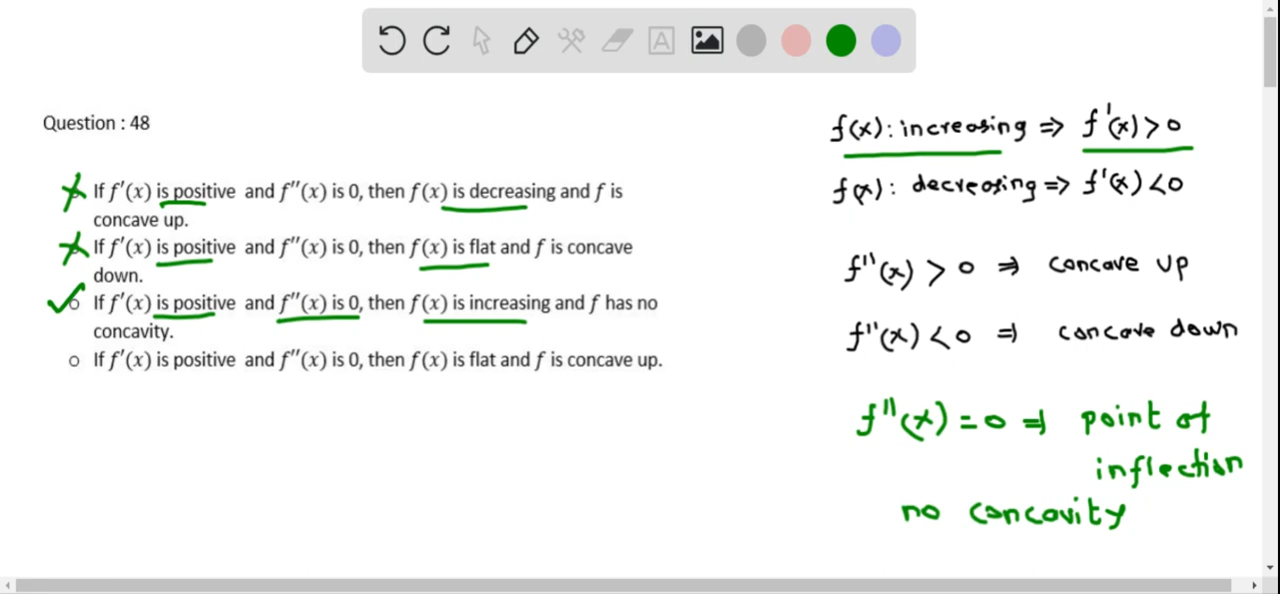 Question : 48
If f′(x) is positive and f″(x) is 0, then f(x) is decreasing and f is
concave up.
If f′(x) is positive and f″(x) is 0, then f(x) is flat and f is concave
down.
If f′(x) is positive and f″(x) is 0, then f(x) is increasing and f has no
concavity.
If f′(x) is positive and f″(x) is 0, then f(x) is flat and f is concave up.
f(x): increasing ⇒ f'(x) > 0
f(x): decreasing ⇒ f'(x) < 0
f''(x) > 0 ⇒ concave up
f''(x) < 0 ⇒ concave down
f''(x) = 0 ⇒ point of
inflection
no concavity